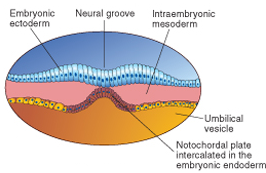 Embryonic
ectoderm
Neural groove
Intraembryonic
mesoderm
Umbilical
vesicle
Notochordal plate
intercalated in the
embryonic endoderm